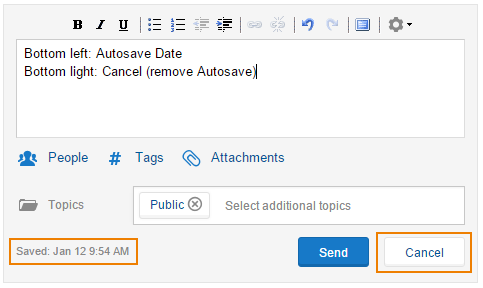 B I U
Bottom left: Autosave Date
Bottom light: Cancel (remove Autosave)
People # Tags Attachments
Topics Public Select additional topics
Saved: Jan 12 9:54 AM Send Cancel